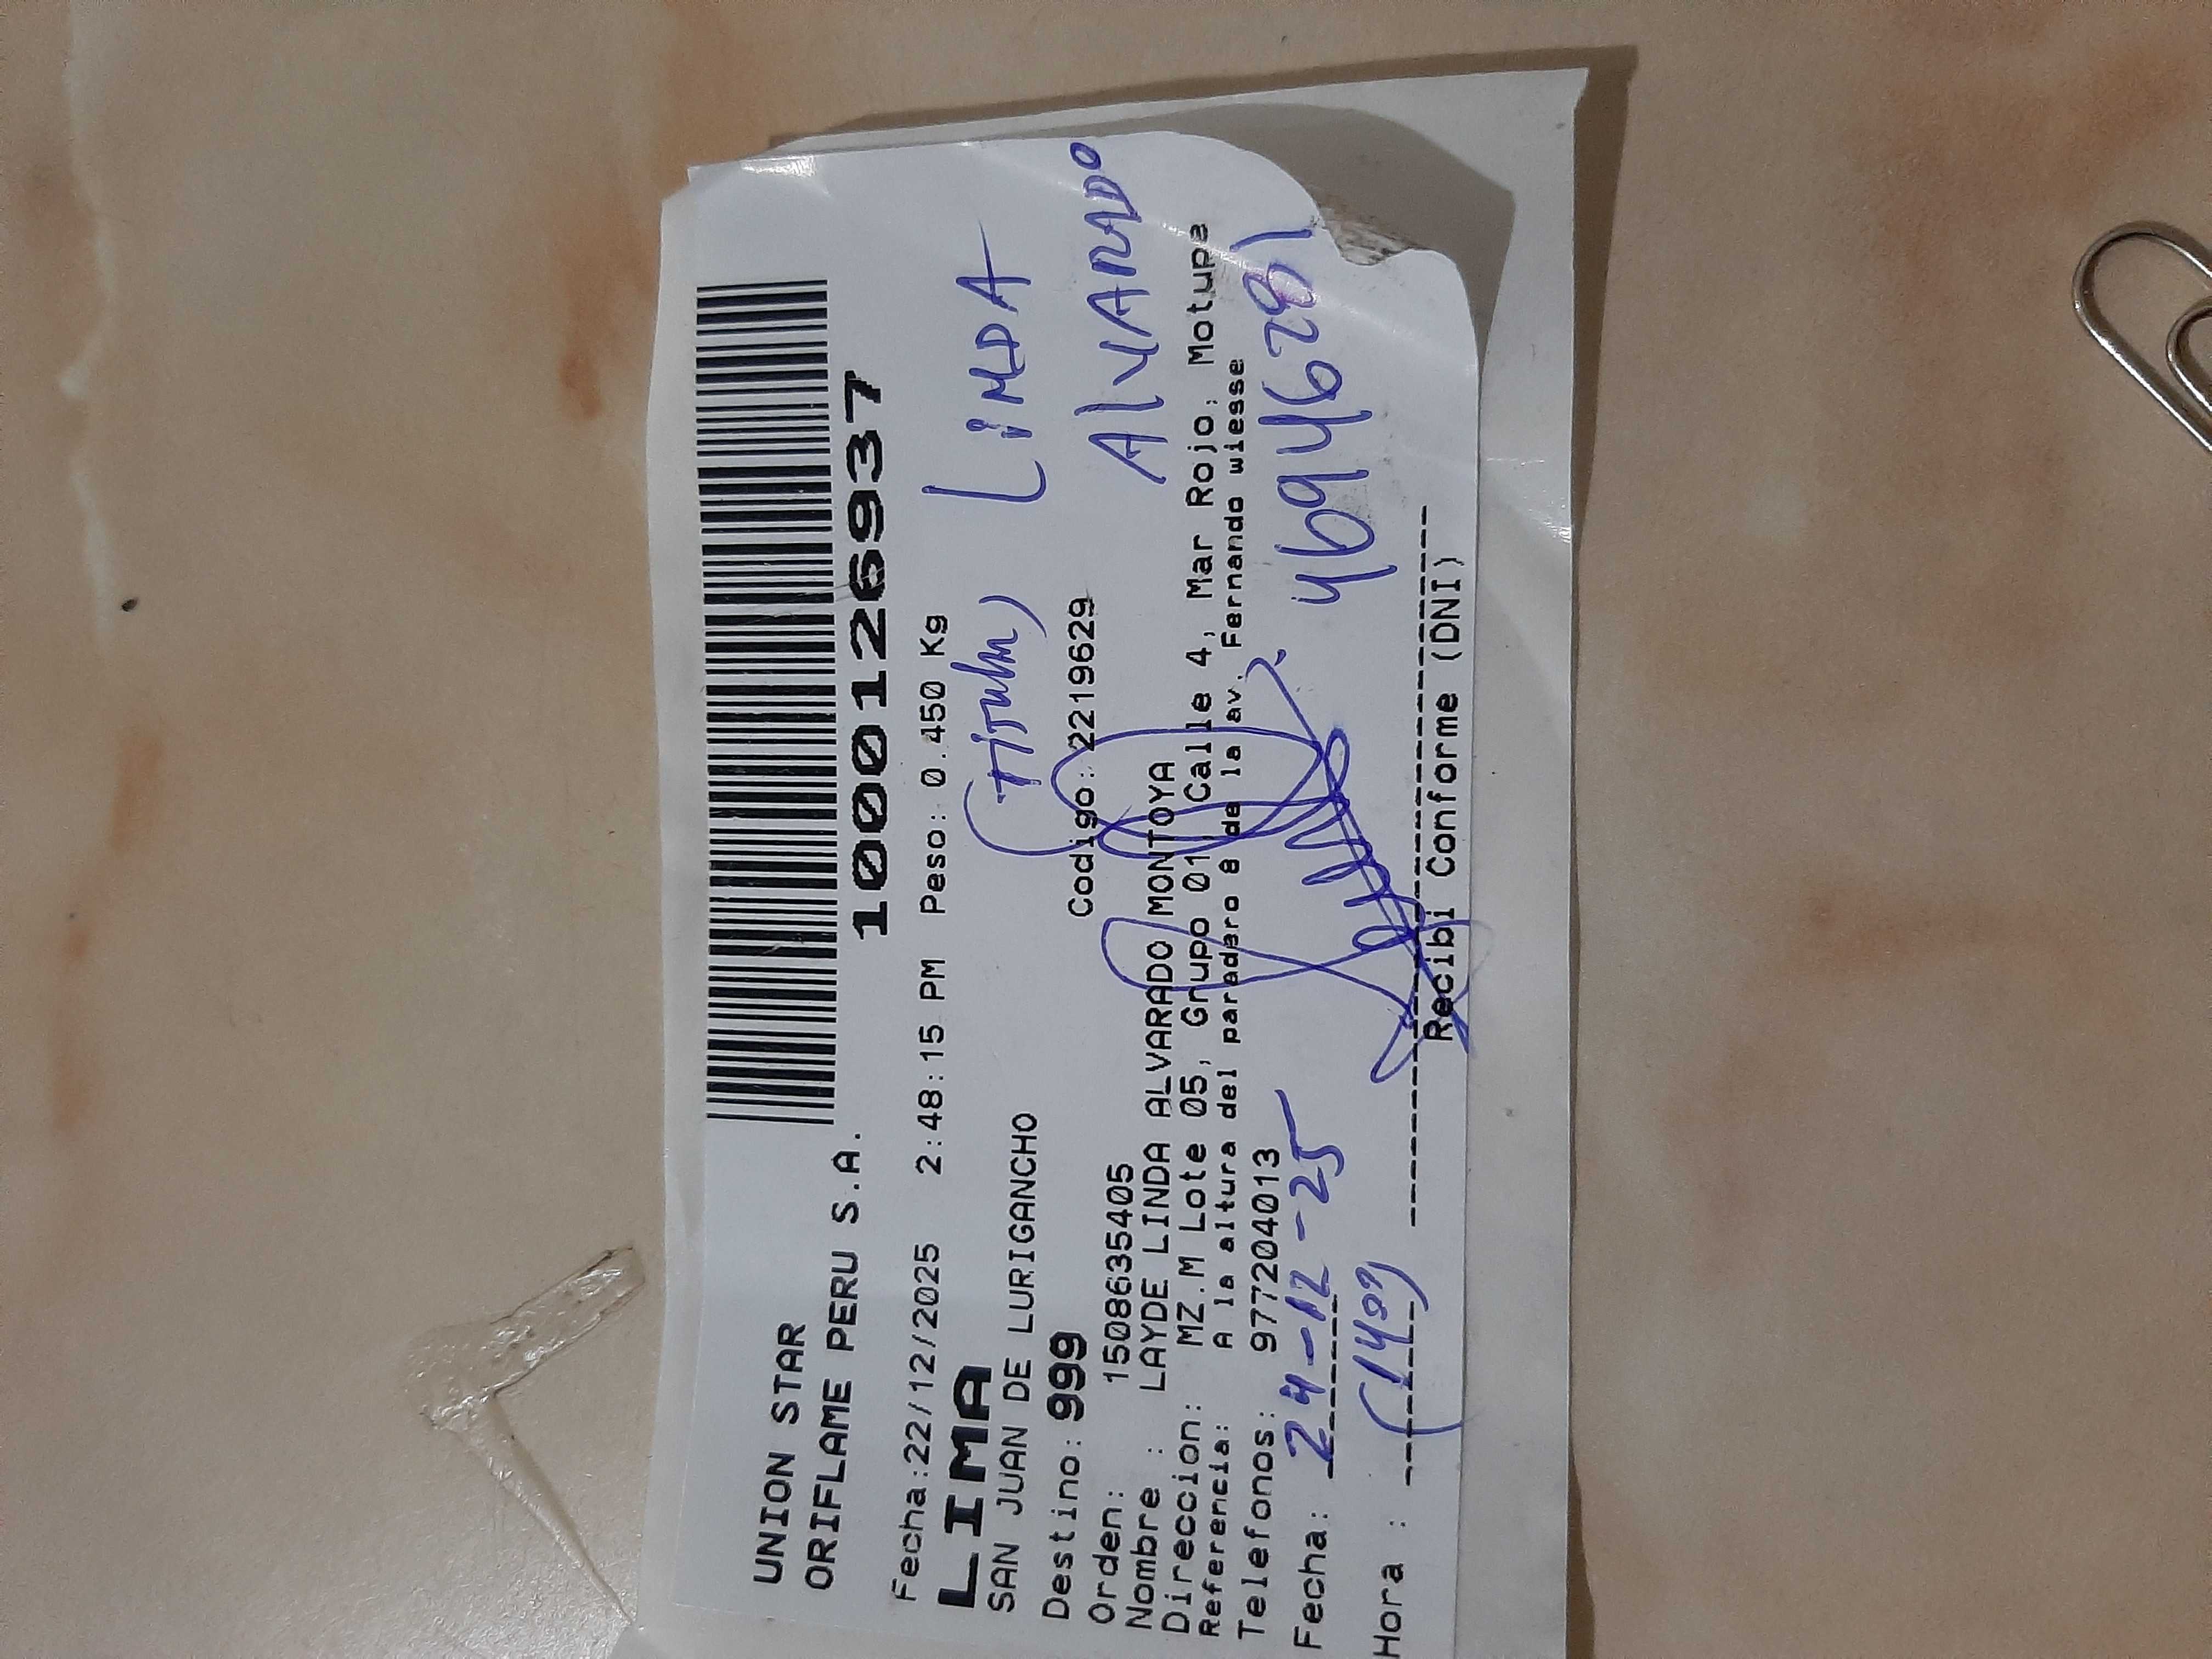 UNION STAR
ORIFLAME PERU S.A.
1000126937
Fecha:22/12/2025 2:48:15 PM Peso: 0.450 Kg
LIMA
SAN JUAN DE LURIGANCHO
(Titular)
LINDA
Destino: 999
Codigo: 2219629
ALVARADO
Orden: 1508635405
Nombre : LAYDE LINDA ALVARADO MONTOYA
Direccion: MZ.M Lote 05, Grupo 01 Calle 4, Mar Rojo, Motupe
Referencia: A la altura del paradero 8 de la av. Fernando wiesse
Telefonos: 977204013
46946281
Fecha: 24-12-25
Hora :
Recibi Conforme (DNI)